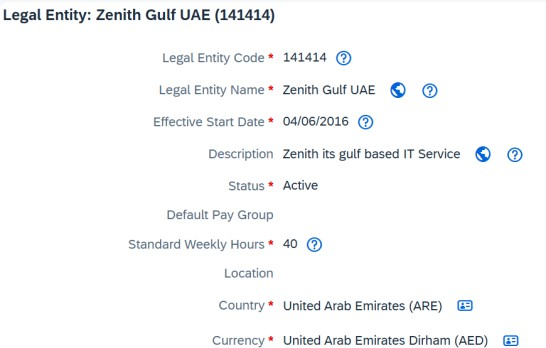 Legal Entity: Zenith Gulf UAE (141414)
Legal Entity Code * 141414
Legal Entity Name * Zenith Gulf UAE
Effective Start Date * 04/06/2016
Description Zenith its gulf based IT Service
Status * Active
Default Pay Group
Standard Weekly Hours * 40
Location
Country * United Arab Emirates (ARE)
Currency * United Arab Emirates Dirham (AED)